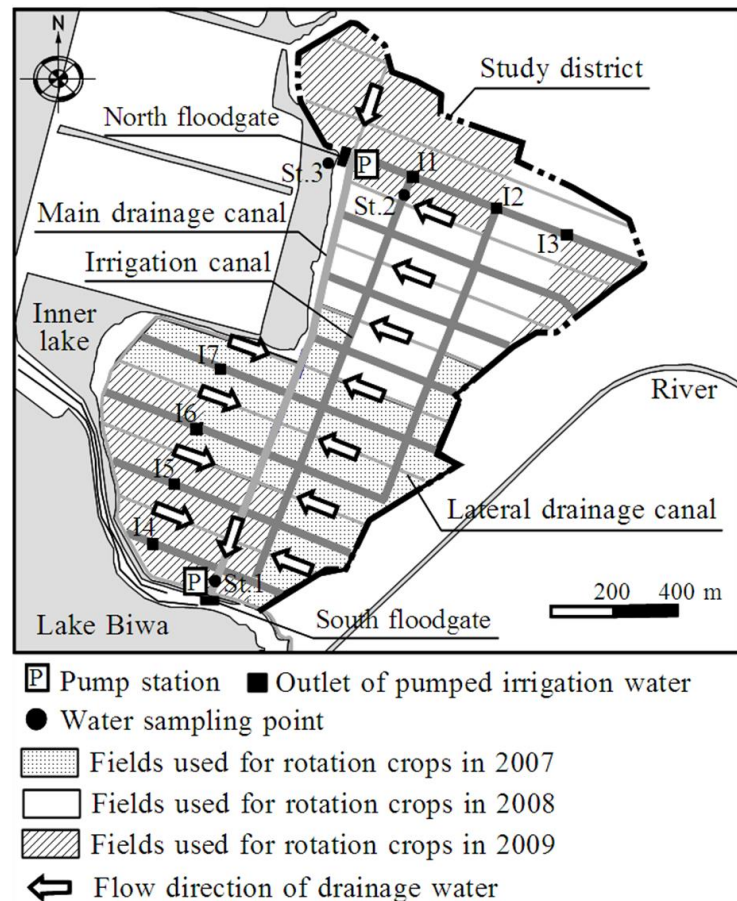 N
Study district
North floodgate
P
I1
St.3
St.2
I2
Main drainage canal
I3
Irrigation canal
Inner
lake
I7
River
I6
I5
Lateral drainage canal
I4
P
St.1
200 400 m
Lake Biwa
South floodgate
P Pump station
Outlet of pumped irrigation water
Water sampling point
Fields used for rotation crops in 2007
Fields used for rotation crops in 2008
Fields used for rotation crops in 2009
Flow direction of drainage water